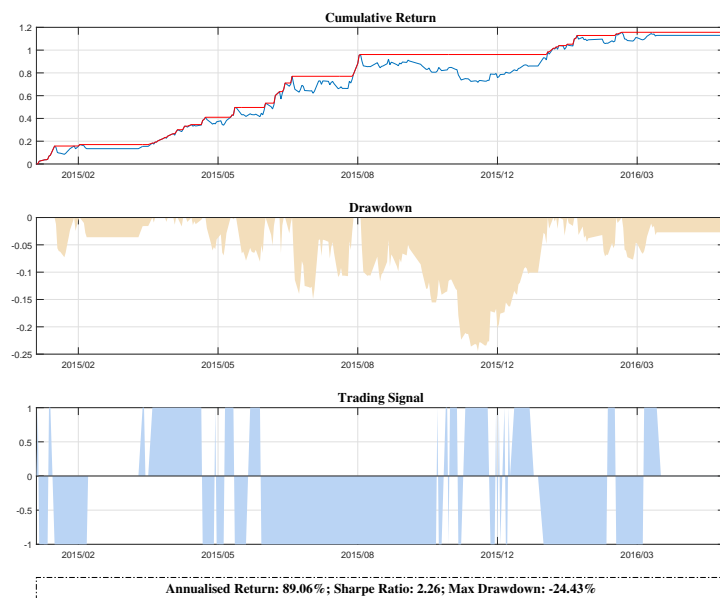 Cumulative Return
1.2
1
0.8
0.6
0.4
0.2
0
2015/02 2015/05 2015/08 2015/12 2016/03
Drawdown
0
-0.05
-0.1
-0.15
-0.2
-0.25
2015/02 2015/05 2015/08 2015/12 2016/03
Trading Signal
1
0.5
0
-0.5
-1
2015/02 2015/05 2015/08 2015/12 2016/03
Annualised Return: 89.06%; Sharpe Ratio: 2.26; Max Drawdown: -24.43%